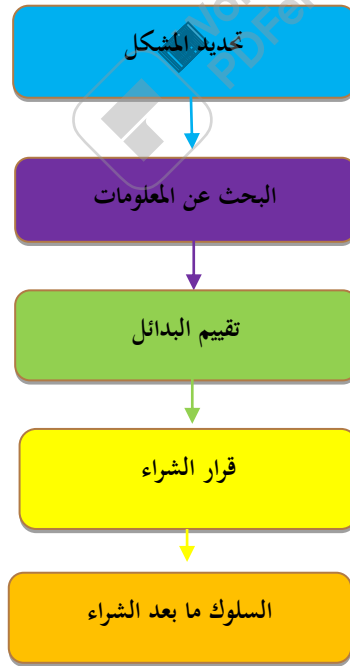 تحديد المشكل
البحث عن المعلومات
تقييم البدائل
قرار الشراء
السلوك ما بعد الشراء